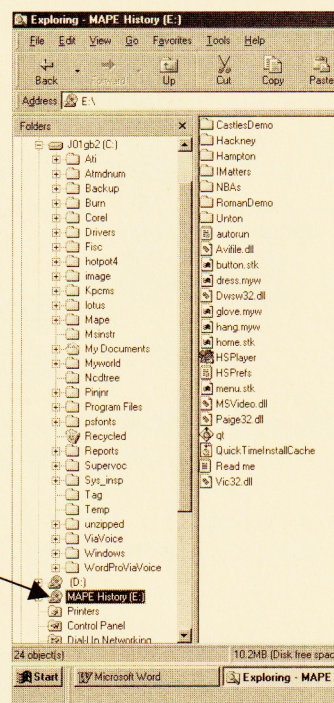 Exploring - MAPE History (E:)
File Edit View Go Favorites Tools Help
Back Forward Up Cut Copy Paste
Address E:\
Folders
J01gb2 (C:)
Ati
Atmdnum
Backup
Burn
Corel
Drivers
Fisc
hotpot4
image
Kpcms
lotus
Mape
Msinstr
My Documents
Myworld
Ncdtree
Pinjnr
Program Files
psfonts
Recycled
Reports
Supervoc
Sys_insp
Tag
Temp
unzipped
ViaVoice
Windows
WordProViaVoice
(D:)
MAPE History (E:)
Printers
Control Panel
Dial-Up Networking
CastlesDemo
Hackney
Hampton
IMatters
NBAs
RomanDemo
Unton
autorun
Avifile.dll
button.stk
dress.myw
Dwsw32.dll
glove.myw
hang.myw
home.stk
HSPlayer
HSPrefs
menu.stk
MSVideo.dll
Paige32.dll
qt
QuickTimeInstallCache
Read me
Vic32.dll
24 object(s) 10.2MB (Disk free spac
Start Microsoft Word Exploring - MAPE